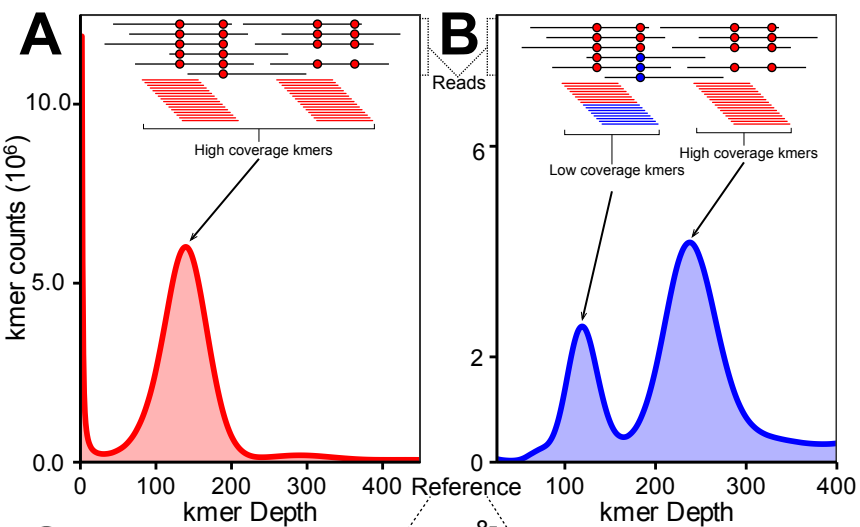 A
B
Reads
High coverage kmers
Low coverage kmers
High coverage kmers
kmer counts (10⁶)
10.0
5.0
0.0
0
100
200
300
400
kmer Depth
6
2
0
100
200
300
400
kmer Depth
Reference